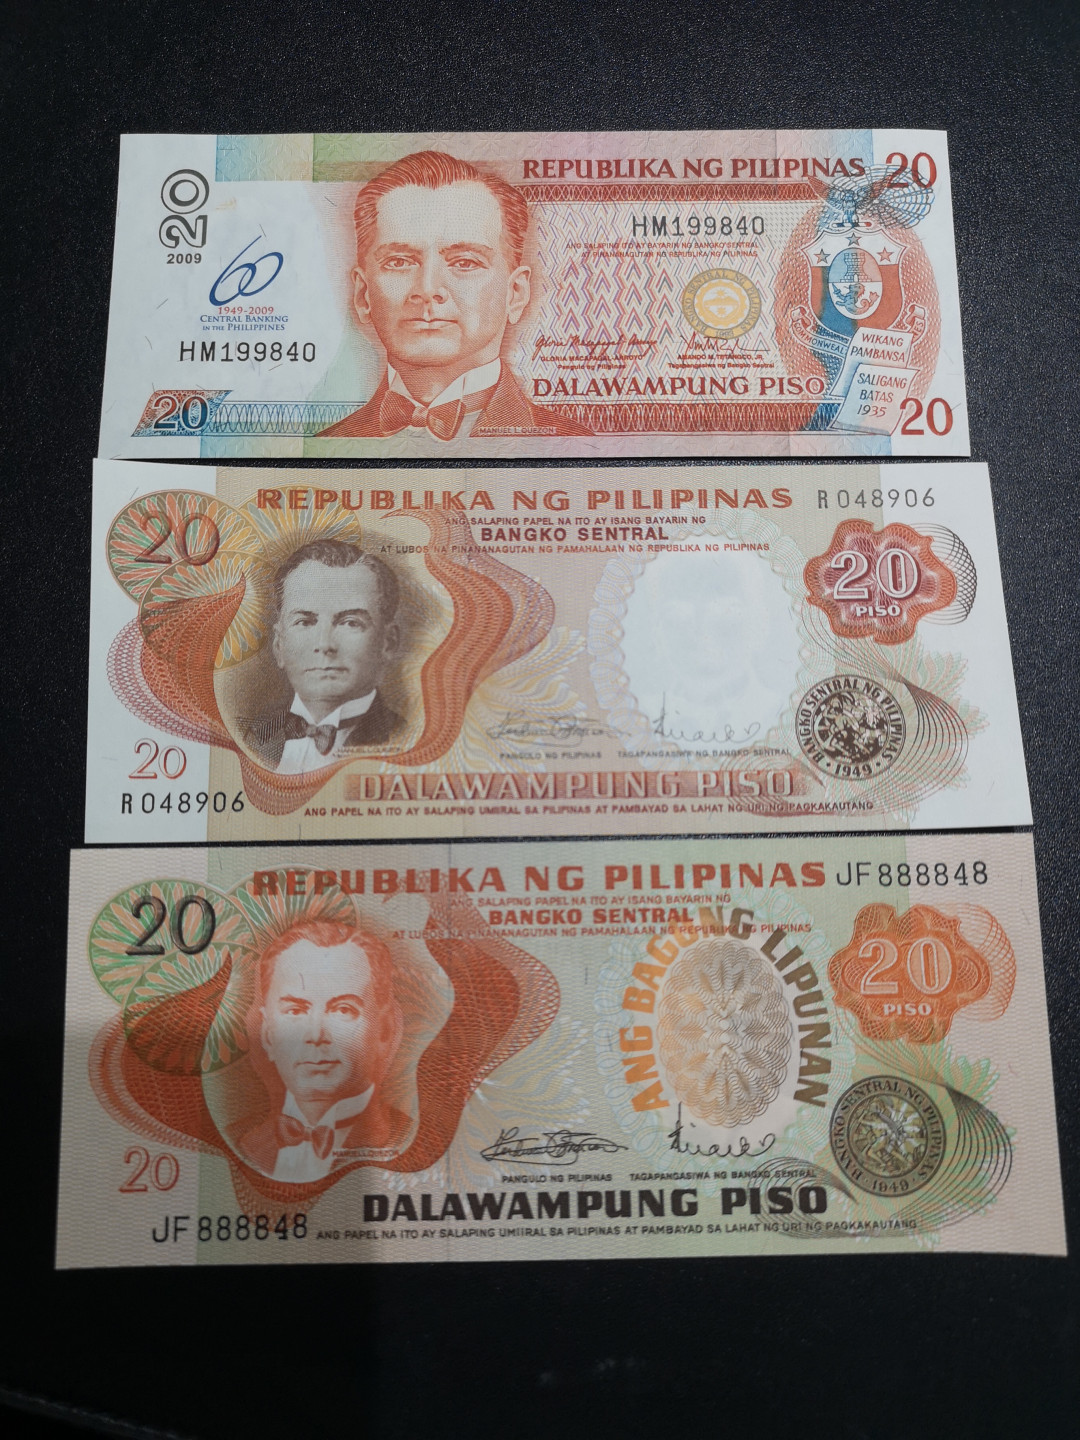 20
2009
REPUBLIKA NG PILIPINAS 20
HM199840
ANG SALAPING ITO AY BAYARIN NG BANGKO SENTRAL
AT PINANANAGUTAN NG REPUBLIKA NG PILIPINAS
60
1949-2009
CENTRAL BANKING
IN THE PHILIPPINES
HM199840
GLORIA MACAPAGAL-ARROYO
Pangulo ng Pilipinas
AMANDO M. TETANGCO, JR.
Tagapangasiwa ng Bangko Sentral
WIKANG
PAMBANSA
SALIGANG
BATAS
1935
DALAWAMPUNG PISO
20
MANUEL L. QUEZON
20
REPUBLIKA NG PILIPINAS R048906
20
ANG SALAPING PAPEL NA ITO AY ISANG BAYARIN NG
BANGKO SENTRAL
AT LUBOS NA PINANANAGUTAN NG PAMAHALAAN NG REPUBLIKA NG PILIPINAS
20
PISO
MANUEL L. QUEZON
PANGULO NG PILIPINAS TAGAPANGASIWA NG BANGKO SENTRAL
BANGKO SENTRAL NG PILIPINAS
1949
20
DALAWAMPUNG PISO
R048906
ANG PAPEL NA ITO AY SALAPING UMIIRAL SA PILIPINAS AT PAMBAYAD SA LAHAT NG URI NG PAGKAKAUTANG
REPUBLIKA NG PILIPINAS JF888848
20
ANG SALAPING PAPEL NA ITO AY ISANG BAYARIN NG
BANGKO SENTRAL
AT LUBOS NA PINANANAGUTAN NG PAMAHALAAN NG REPUBLIKA NG PILIPINAS
ANG BAGONG LIPUNAN
20
PISO
MANUEL L. QUEZON
PANGULO NG PILIPINAS TAGAPANGASIWA NG BANGKO SENTRAL
BANGKO SENTRAL NG PILIPINAS
1949
20
DALAWAMPUNG PISO
JF888848
ANG PAPEL NA ITO AY SALAPING UMIIRAL SA PILIPINAS AT PAMBAYAD SA LAHAT NG URI NG PAGKAKAUTANG